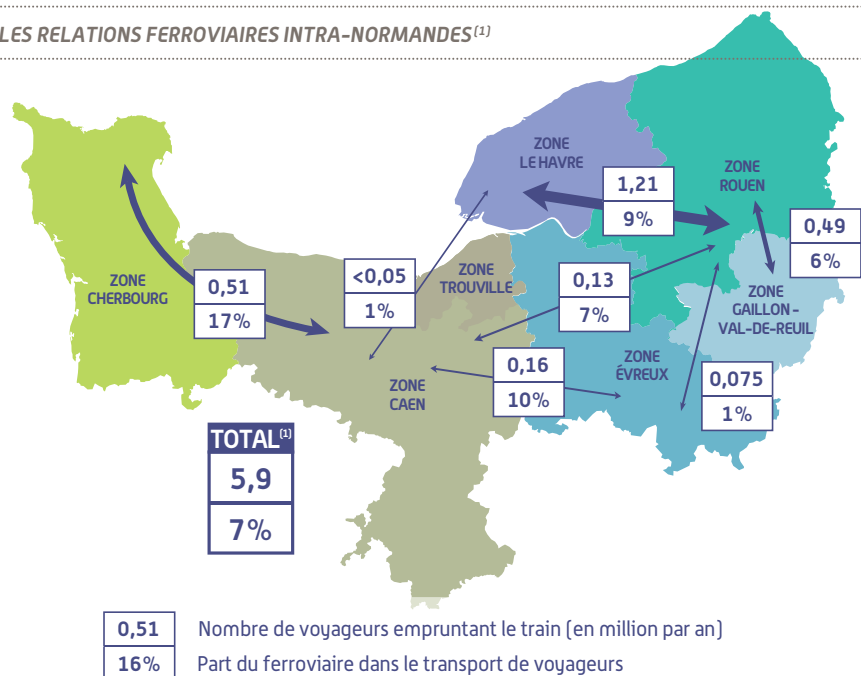 LES RELATIONS FERROVIAIRES INTRA-NORMANDES(1)
ZONE
LE HAVRE
ZONE
ROUEN
1,21
9%
0,49
6%
ZONE
CHERBOURG
0,51
17%
<0,05
1%
ZONE
TROUVILLE
0,13
7%
ZONE
GAILLON -
VAL-DE-REUIL
ZONE
CAEN
0,16
10%
ZONE
ÉVREUX
0,075
1%
TOTAL(1)
5,9
7%
0,51 Nombre de voyageurs empruntant le train (en million par an)
16% Part du ferroviaire dans le transport de voyageurs